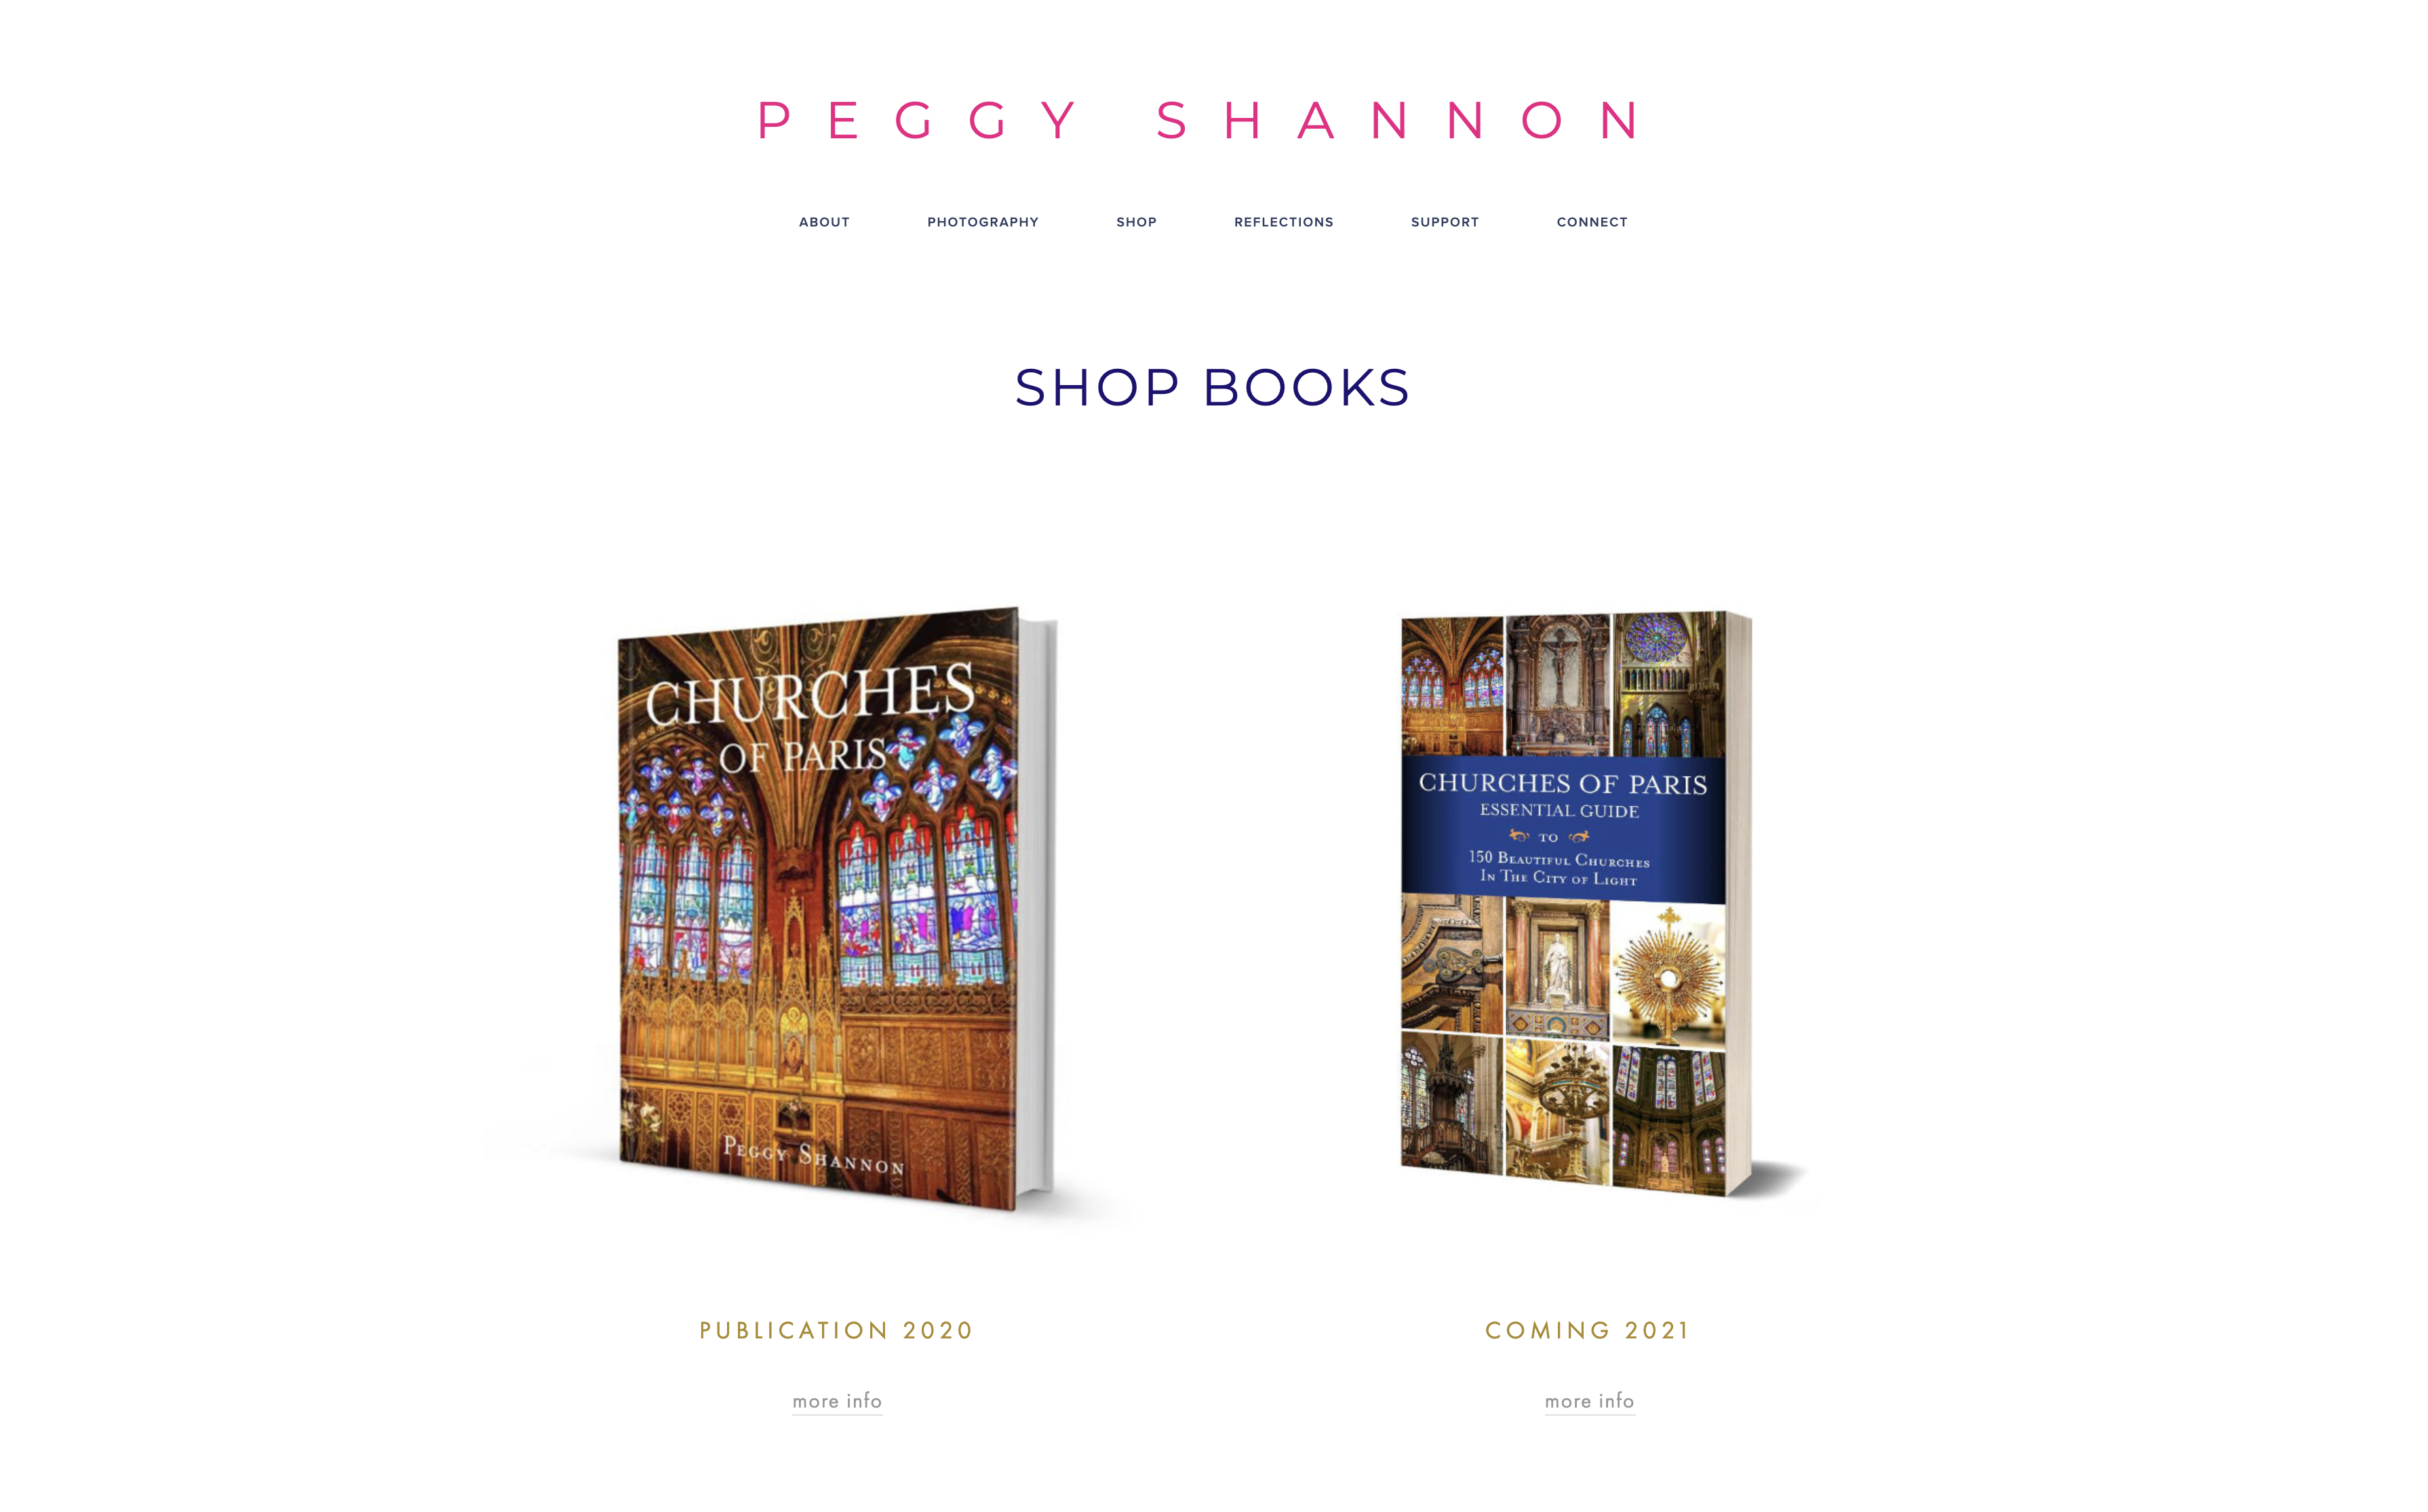 PEGGY SHANNON
ABOUT PHOTOGRAPHY SHOP REFLECTIONS SUPPORT CONNECT
SHOP BOOKS
CHURCHES
OF PARIS
PEGGY SHANNON
CHURCHES OF PARIS
ESSENTIAL GUIDE
TO
150 BEAUTIFUL CHURCHES
IN THE CITY OF LIGHT
PUBLICATION 2020
more info
COMING 2021
more info